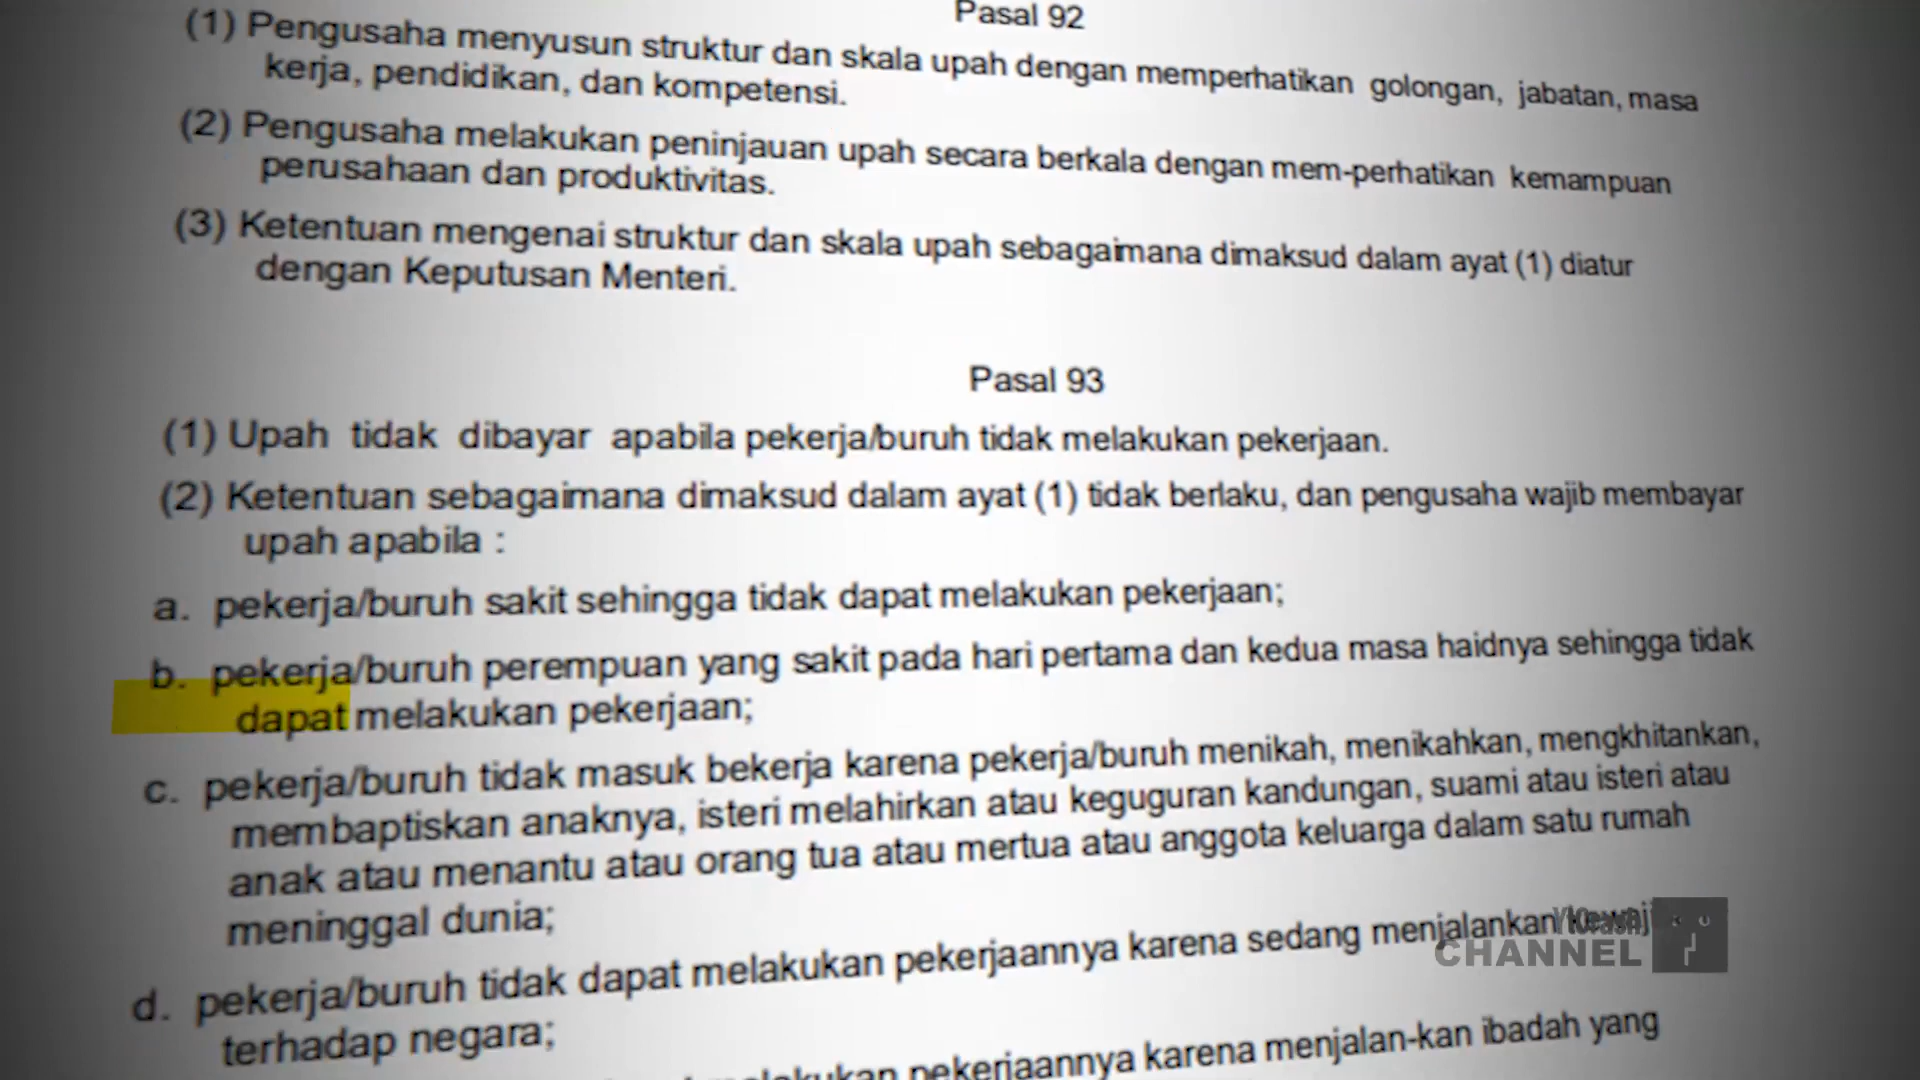 Pasal 92
(1) Pengusaha menyusun struktur dan skala upah dengan memperhatikan golongan, jabatan, masa
kerja, pendidikan, dan kompetensi.
(2) Pengusaha melakukan peninjauan upah secara berkala dengan mem-perhatikan kemampuan
perusahaan dan produktivitas.
(3) Ketentuan mengenai struktur dan skala upah sebagaimana dimaksud dalam ayat (1) diatur
dengan Keputusan Menteri.
Pasal 93
(1) Upah tidak dibayar apabila pekerja/buruh tidak melakukan pekerjaan.
(2) Ketentuan sebagaimana dimaksud dalam ayat (1) tidak berlaku, dan pengusaha wajib membayar
upah apabila :
a. pekerja/buruh sakit sehingga tidak dapat melakukan pekerjaan;
b. pekerja/buruh perempuan yang sakit pada hari pertama dan kedua masa haidnya sehingga tidak
dapat melakukan pekerjaan;
c. pekerja/buruh tidak masuk bekerja karena pekerja/buruh menikah, menikahkan, mengkhitankan,
membaptiskan anaknya, isteri melahirkan atau keguguran kandungan, suami atau isteri atau
anak atau menantu atau orang tua atau mertua atau anggota keluarga dalam satu rumah
meninggal dunia;
d. pekerja/buruh tidak dapat melakukan pekerjaannya karena sedang menjalankan
terhadap negara;
melakukan pekerjaannya karena menjalan-kan ibadah yang
CHANNEL